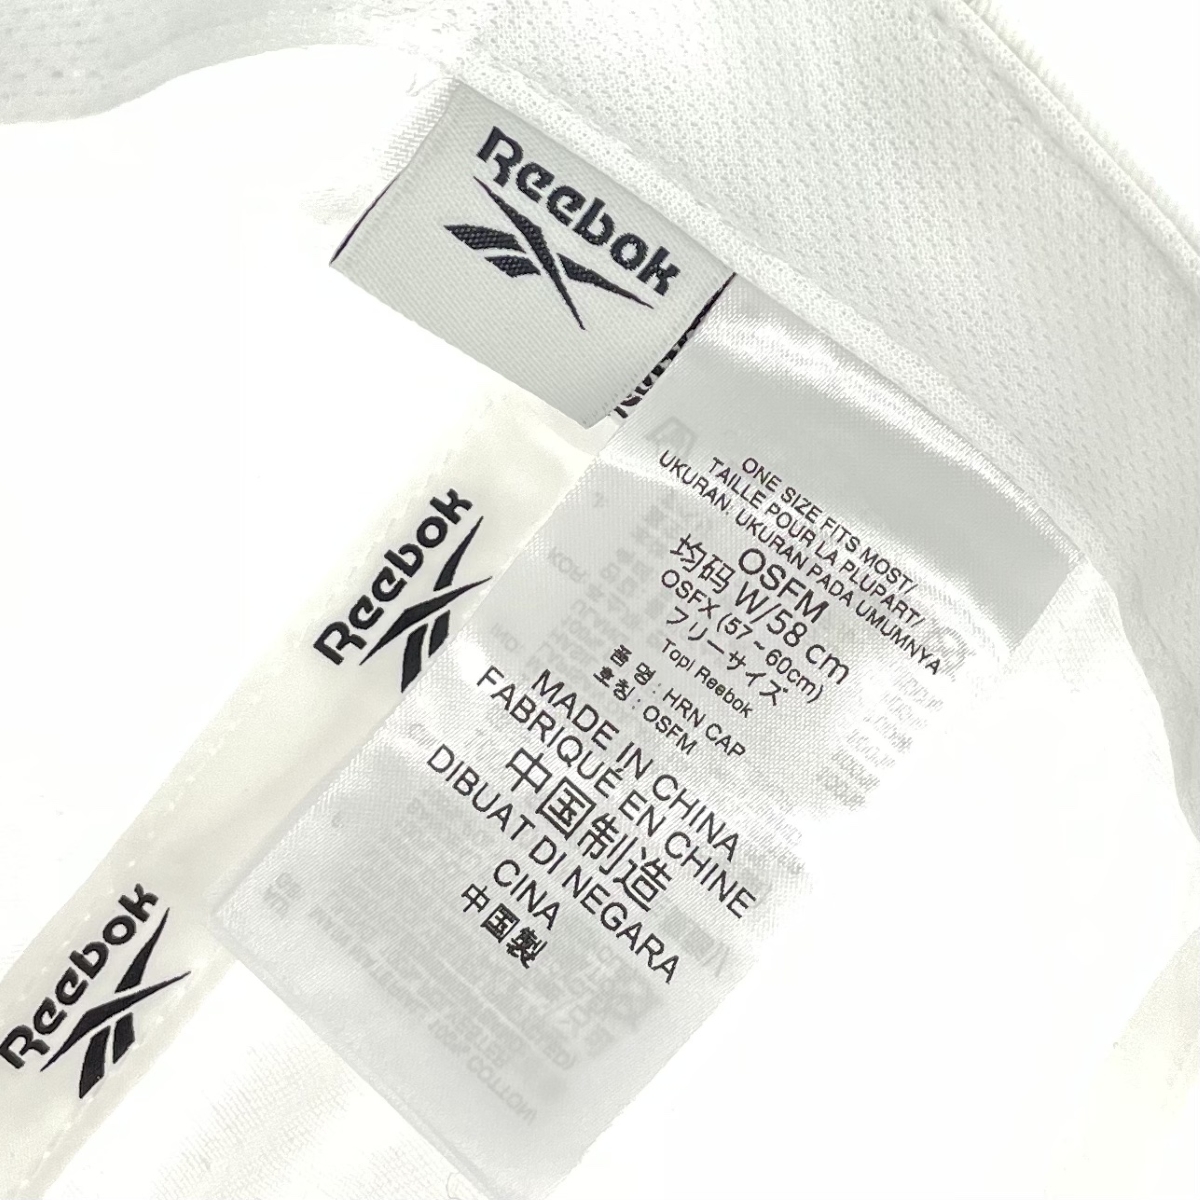 Reebok
ONE SIZE FITS MOST/
TAILLE POUR LA PLUPART/
UKURAN: UKURAN PADA UMUMNYA
OSFM
均码 W/58 cm
OSFX (57~60cm)
フリーサイズ
Topi Reebok
품 명 : HRN CAP
호칭 : OSFM
MADE IN CHINA
FABRIQUÉ EN CHINE
中国制造
DIBUAT DI NEGARA
CINA
中国製
Reebok
Reebok